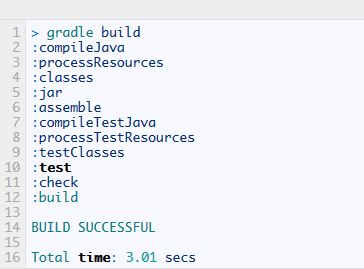 1 > gradle build
2 :compileJava
3 :processResources
4 :classes
5 :jar
6 :assemble
7 :compileTestJava
8 :processTestResources
9 :testClasses
10 :test
11 :check
12 :build
13
14 BUILD SUCCESSFUL
15
16 Total time: 3.01 secs